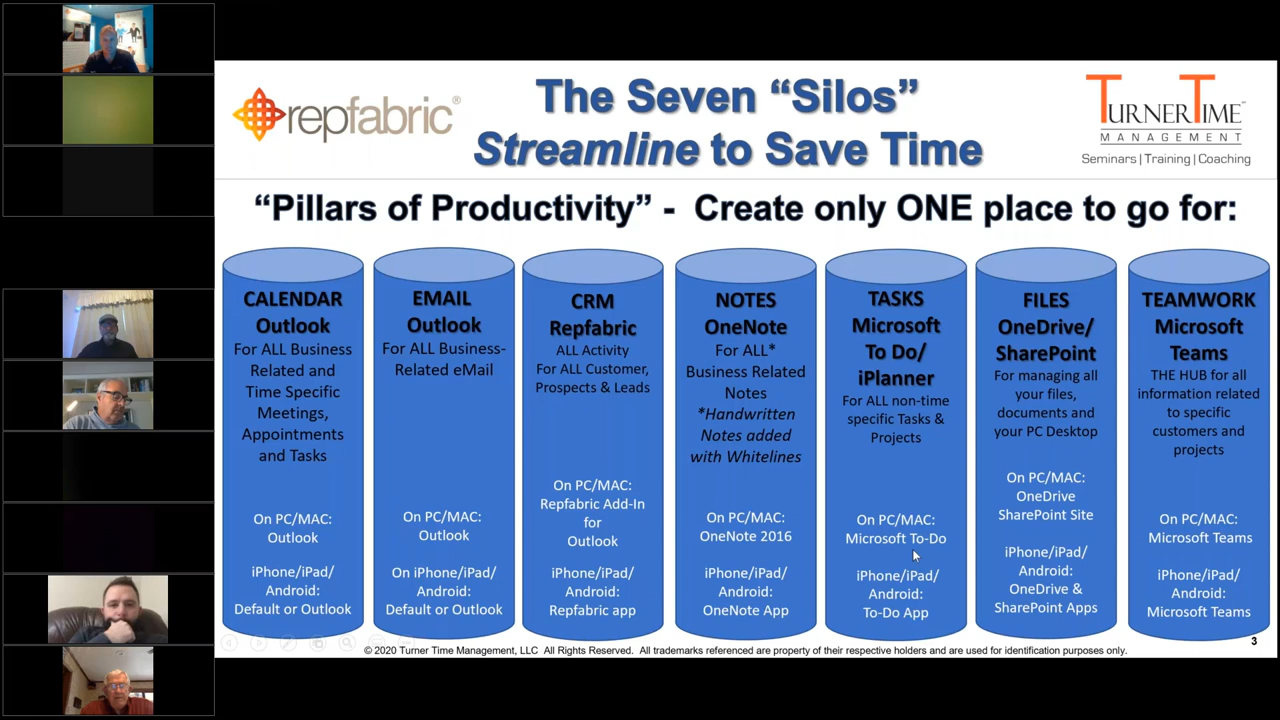 repfabric®
The Seven “Silos”
Streamline to Save Time
TURNERTIME
MANAGEMENT
Seminars|Training|Coaching
“Pillars of Productivity” - Create only ONE place to go for:
CALENDAR
Outlook
For ALL Business
Related and
Time Specific
Meetings,
Appointments
and Tasks
On PC/MAC:
Outlook
iPhone/iPad/
Android:
Default or Outlook
EMAIL
Outlook
For ALL Business-
Related eMail
On PC/MAC:
Outlook
On iPhone/iPad/
Android:
Default or Outlook
CRM
Repfabric
ALL Activity
For ALL Customer,
Prospects & Leads
On PC/MAC:
Repfabric Add-In
for
Outlook
iPhone/iPad/
Android:
Repfabric app
NOTES
OneNote
For ALL*
Business Related
Notes
*Handwritten
Notes added
with Whitelines
On PC/MAC:
OneNote 2016
iPhone/iPad/
Android:
OneNote App
TASKS
Microsoft
To Do/
iPlanner
For ALL non-time
specific Tasks &
Projects
On PC/MAC:
Microsoft To-Do
iPhone/iPad/
Android:
To-Do App
FILES
OneDrive/
SharePoint
For managing all
your files,
documents and
your PC Desktop
On PC/MAC:
OneDrive
SharePoint Site
iPhone/iPad/
Android:
OneDrive &
SharePoint Apps
TEAMWORK
Microsoft
Teams
THE HUB for all
information related
to specific
customers and
projects
On PC/MAC:
Microsoft Teams
iPhone/iPad/
Android:
Microsoft Teams
© 2020 Turner Time Management, LLC All Rights Reserved. All trademarks referenced are property of their respective holders and are used for identification purposes only.
3